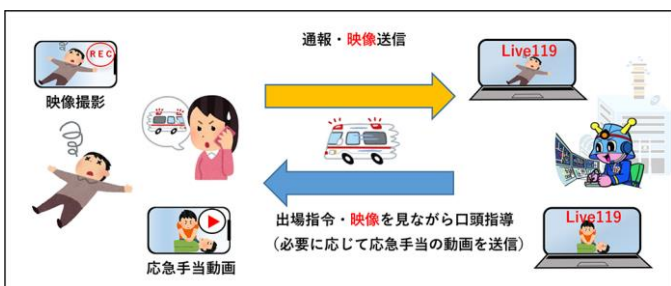 通報・映像送信
REC
Live119
映像撮影
出場指令・映像を見ながら口頭指導
（必要に応じて応急手当の動画を送信）
Live119
応急手当動画